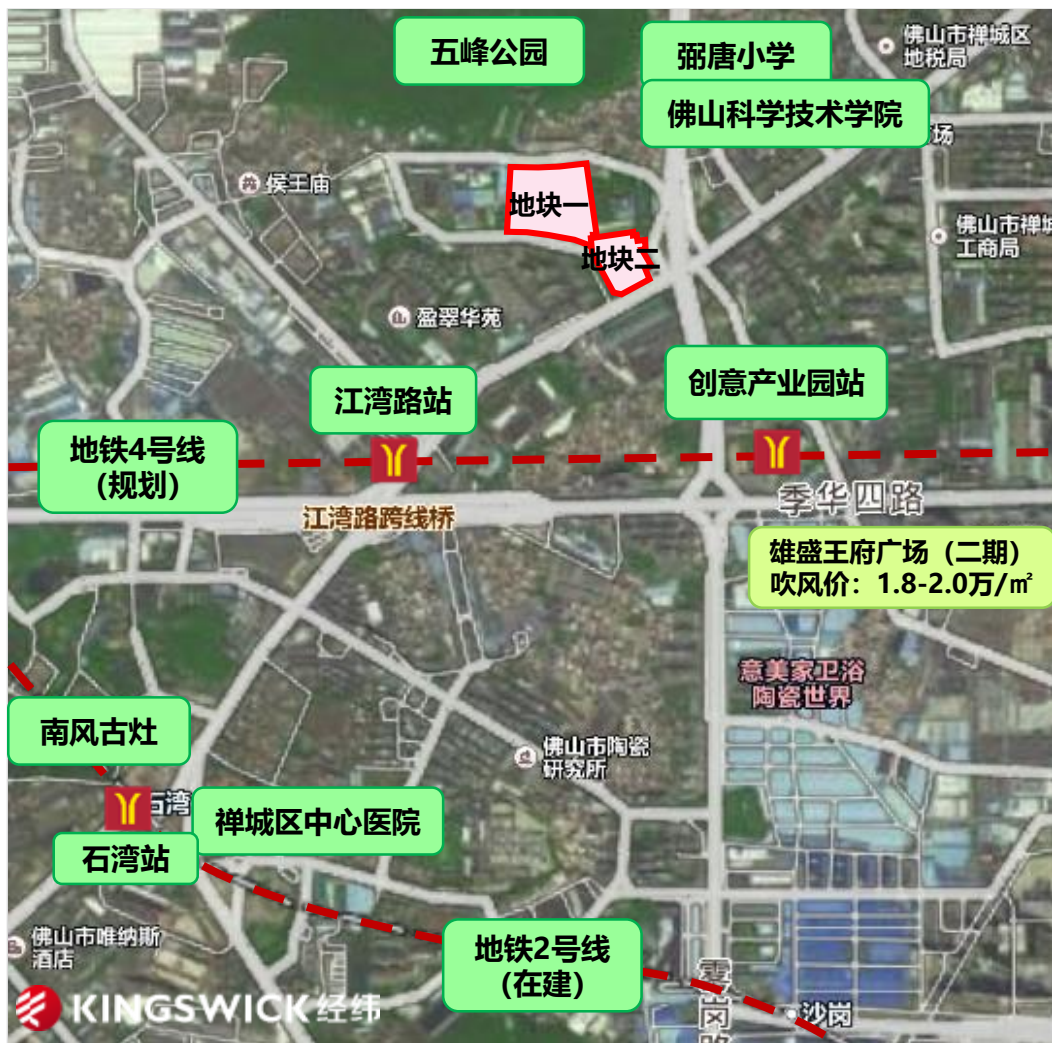 五峰公园
弼唐小学
佛山市禅城区
地税局
佛山科学技术学院
场
侯王庙
地块一
地块二
佛山市禅城
工商局
盈翠华苑
江湾路站
创意产业园站
地铁4号线
(规划)
季华四路
江湾路跨线桥
雄盛王府广场（二期）
吹风价：1.8-2.0万/㎡
意美家卫浴
陶瓷世界
南风古灶
佛山市陶瓷
研究所
石湾
禅城区中心医院
石湾站
佛山市唯纳斯
酒店
地铁2号线
(在建)
雾岗路
沙岗
KINGSWICK 经纬